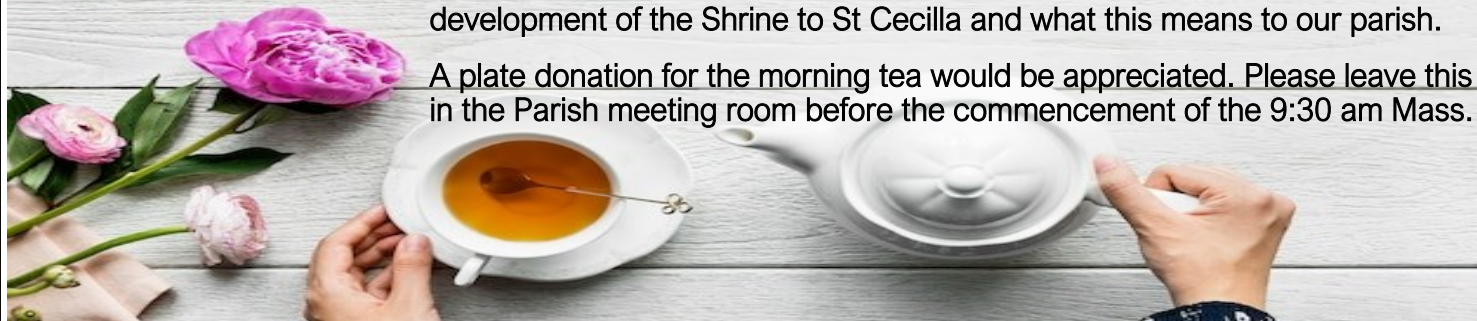 development of the Shrine to St Cecilla and what this means to our parish.
A plate donation for the morning tea would be appreciated. Please leave this
in the Parish meeting room before the commencement of the 9:30 am Mass.